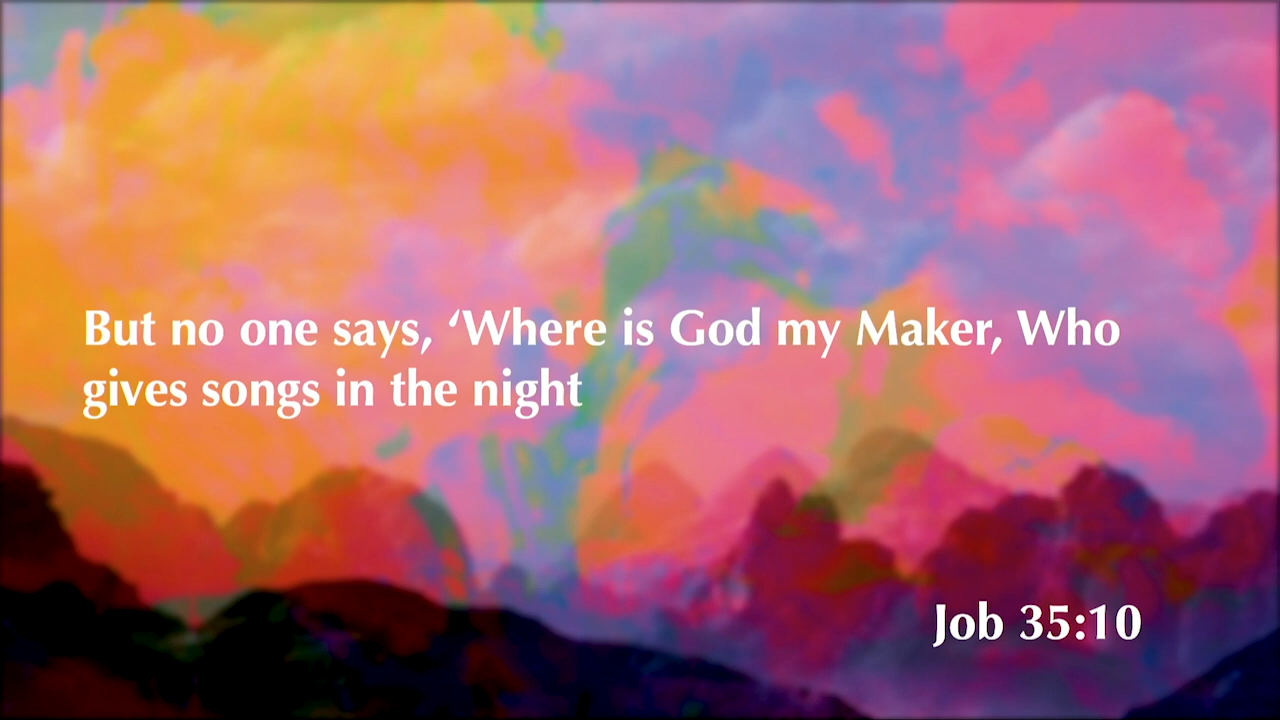 But no one says, ‘Where is God my Maker, Who
gives songs in the night
Job 35:10